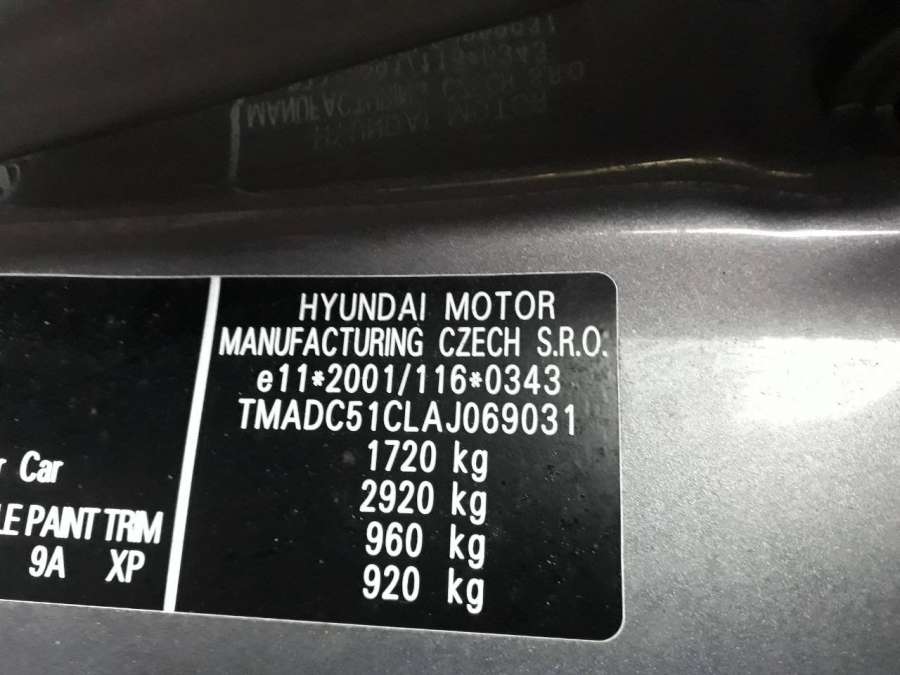 HYUNDAI MOTOR
MANUFACTURING CZECH S.R.O.
e11*2001/116*0343
TMADC51CLAJ069031
1720 kg
2920 kg
960 kg
920 kg
r Car
LE PAINT TRIM
9A XP